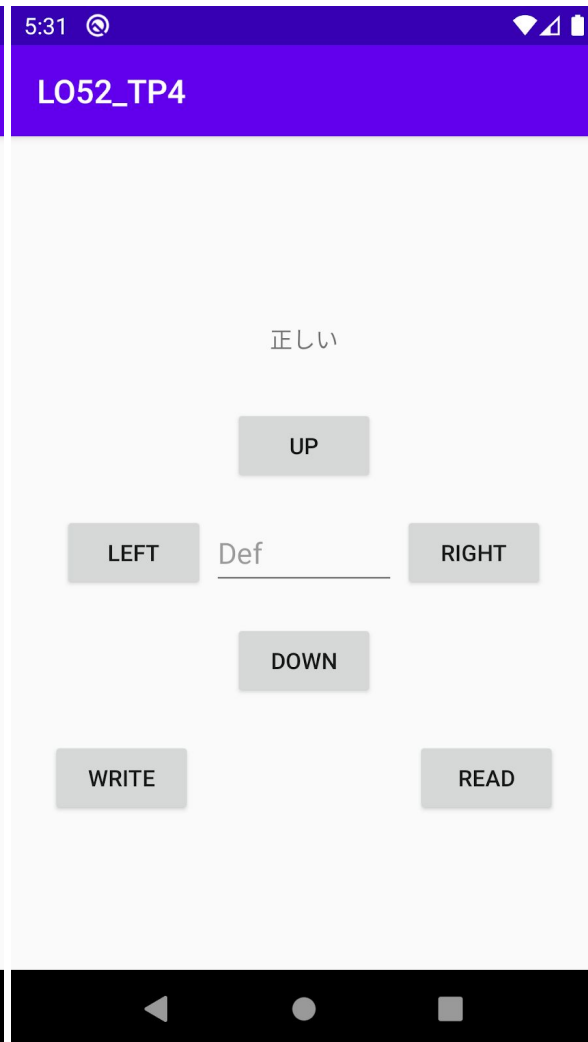 5:31
LO52_TP4
正しい
UP
LEFT Def RIGHT
DOWN
WRITE READ